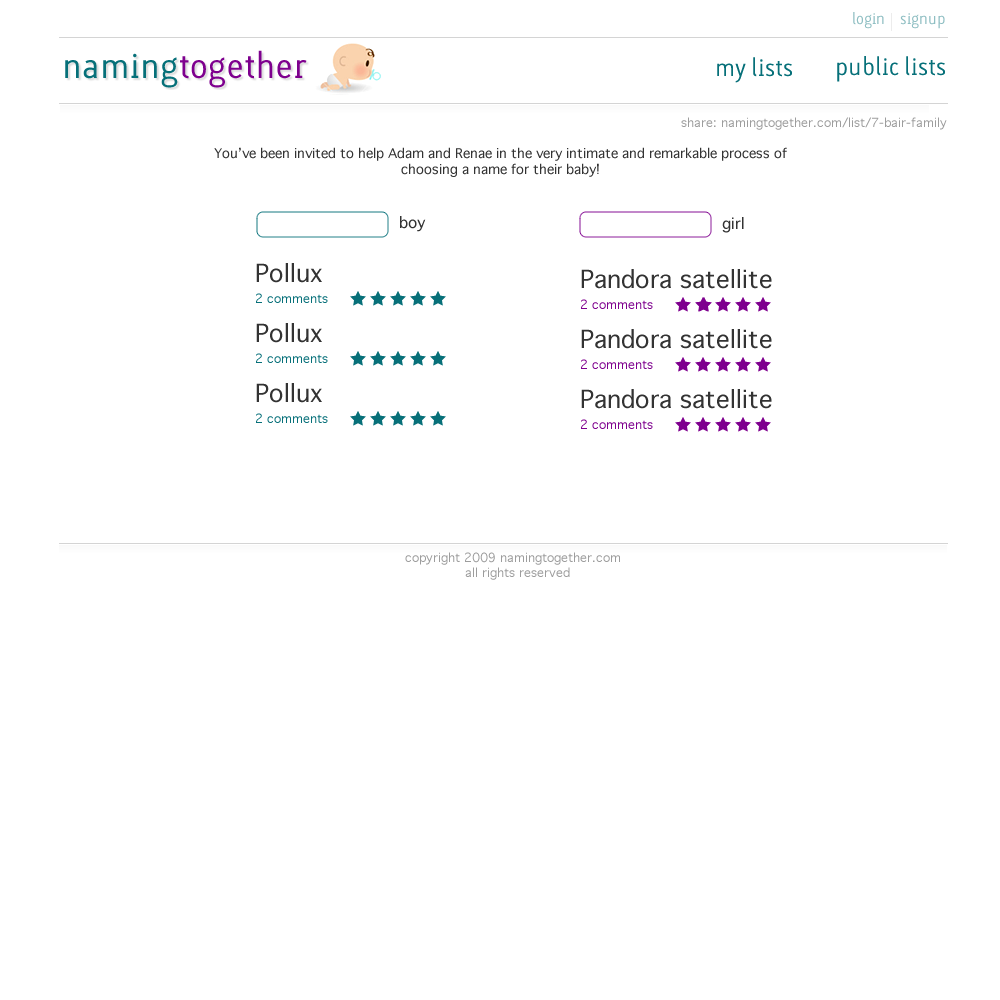 login signup
namingtogether
my lists public lists
share: namingtogether.com/list/7-bair-family
You've been invited to help Adam and Renae in the very intimate and remarkable process of
choosing a name for their baby!
boy
girl
Pollux
2 comments
Pollux
2 comments
Pollux
2 comments
Pandora satellite
2 comments
Pandora satellite
2 comments
Pandora satellite
2 comments
copyright 2009 namingtogether.com
all rights reserved